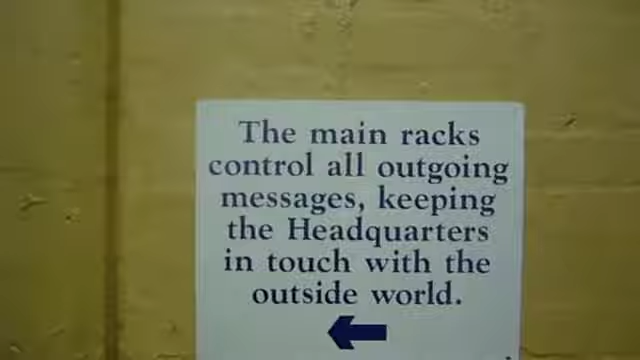 The main racks
control all outgoing
messages, keeping
the Headquarters
in touch with the
outside world.